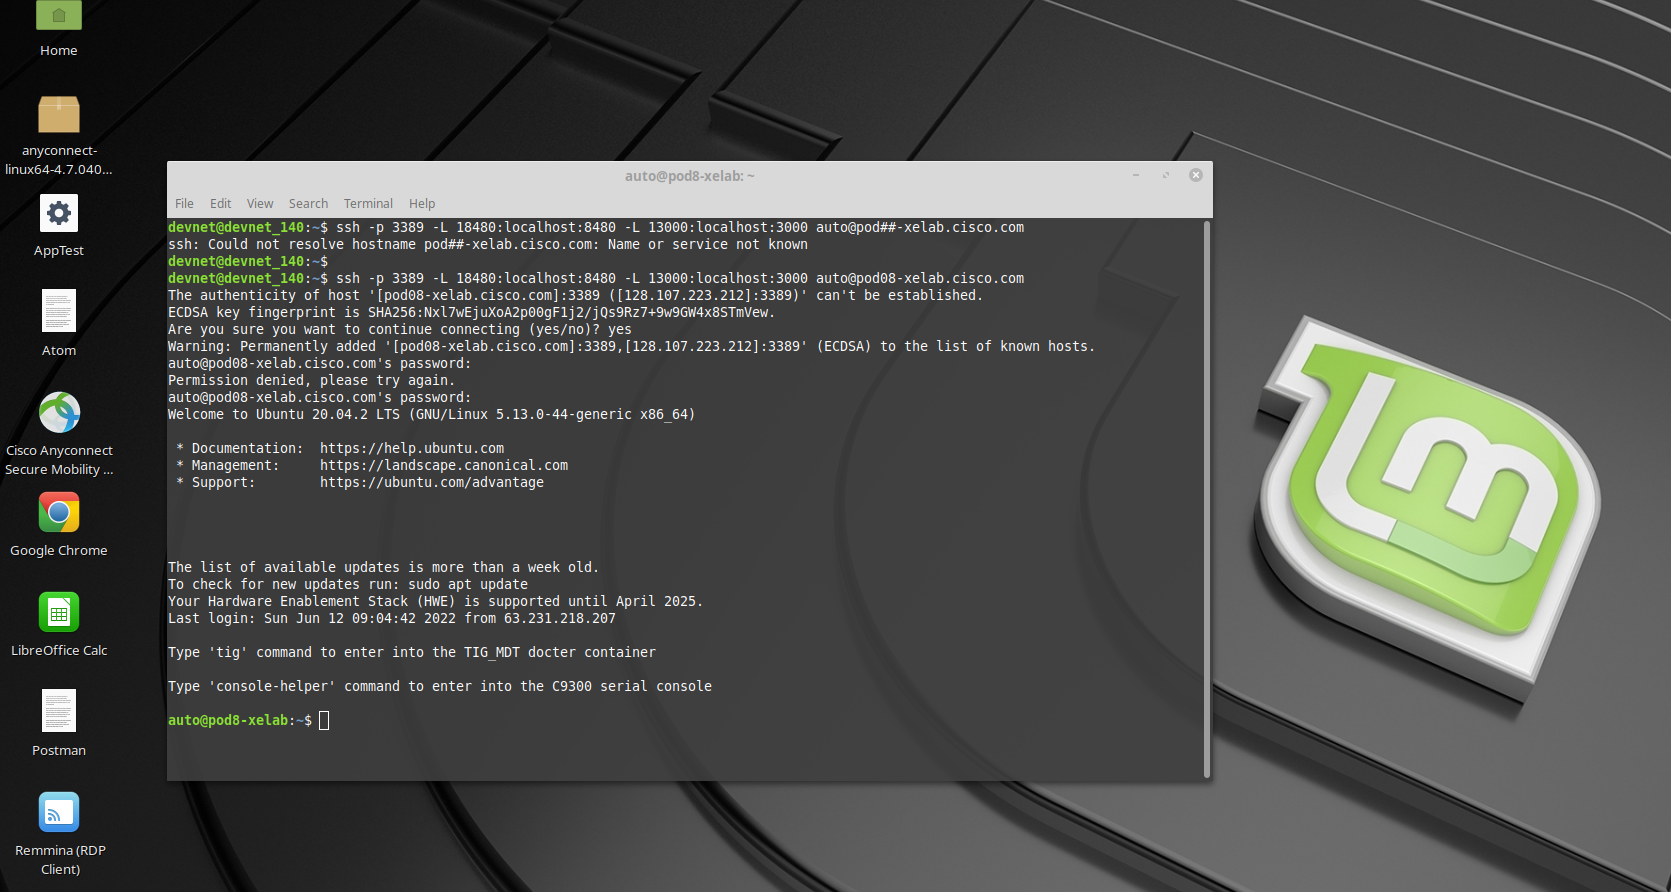 Home
anyconnect-
linux64-4.7.040...
AppTest
Atom
Cisco Anyconnect
Secure Mobility ...
Google Chrome
LibreOffice Calc
Postman
Remmina (RDP
Client)
auto@pod8-xelab: ~
File Edit View Search Terminal Help
devnet@devnet_140:~$ ssh -p 3389 -L 18480:localhost:8480 -L 13000:localhost:3000 auto@pod##-xelab.cisco.com
ssh: Could not resolve hostname pod##-xelab.cisco.com: Name or service not known
devnet@devnet_140:~$
devnet@devnet_140:~$ ssh -p 3389 -L 18480:localhost:8480 -L 13000:localhost:3000 auto@pod08-xelab.cisco.com
The authenticity of host '[pod08-xelab.cisco.com]:3389 ([128.107.223.212]:3389)' can't be established.
ECDSA key fingerprint is SHA256:Nxl7wEjuXoA2p00gF1j2/jQs9Rz7+9w9GW4x8STmVew.
Are you sure you want to continue connecting (yes/no)? yes
Warning: Permanently added '[pod08-xelab.cisco.com]:3389,[128.107.223.212]:3389' (ECDSA) to the list of known hosts.
auto@pod08-xelab.cisco.com's password:
Permission denied, please try again.
auto@pod08-xelab.cisco.com's password:
Welcome to Ubuntu 20.04.2 LTS (GNU/Linux 5.13.0-44-generic x86_64)
* Documentation:  https://help.ubuntu.com
* Management:     https://landscape.canonical.com
* Support:        https://ubuntu.com/advantage
The list of available updates is more than a week old.
To check for new updates run: sudo apt update
Your Hardware Enablement Stack (HWE) is supported until April 2025.
Last login: Sun Jun 12 09:04:42 2022 from 63.231.218.207
Type 'tig' command to enter into the TIG_MDT docter container
Type 'console-helper' command to enter into the C9300 serial console
auto@pod8-xelab:~$